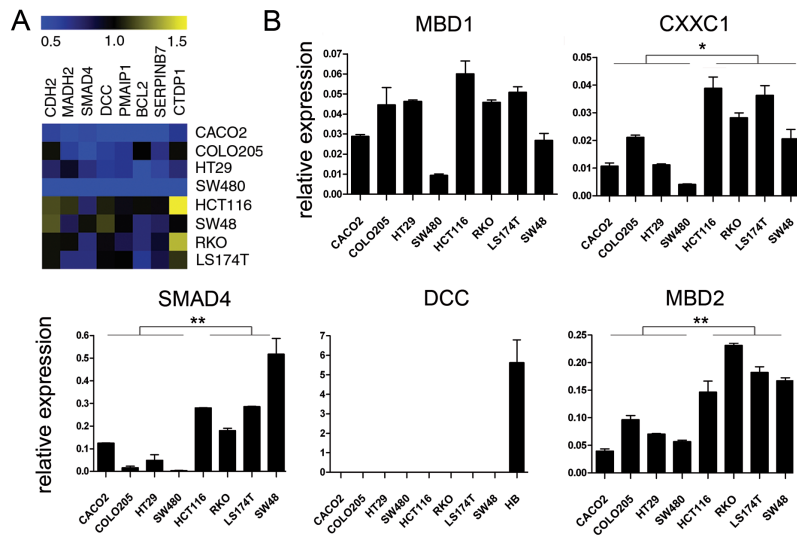 A
0.5 1.0 1.5
CDH2
MADH2
SMAD4
DCC
PMAIP1
BCL2
SERPINB7
CTDP1
CACO2
COLO205
HT29
SW480
HCT116
SW48
RKO
LS174T
B
MBD1
relative expression
0.07
0.06
0.05
0.04
0.03
0.02
0.01
0.00
CACO2 COLO205 HT29 SW480 HCT116 RKO LS174T SW48
CXXC1
*
0.05
0.04
0.03
0.02
0.01
0.00
CACO2 COLO205 HT29 SW480 HCT116 RKO LS174T SW48
SMAD4
**
relative expression
0.6
0.5
0.4
0.3
0.2
0.1
0.0
CACO2 COLO205 HT29 SW480 HCT116 RKO LS174T SW48
DCC
7
6
5
4
3
2
1
0
CACO2 COLO205 HT29 SW480 HCT116 RKO LS174T SW48 HB
MBD2
**
0.25
0.20
0.15
0.10
0.05
0.00
CACO2 COLO205 HT29 SW480 HCT116 RKO LS174T SW48